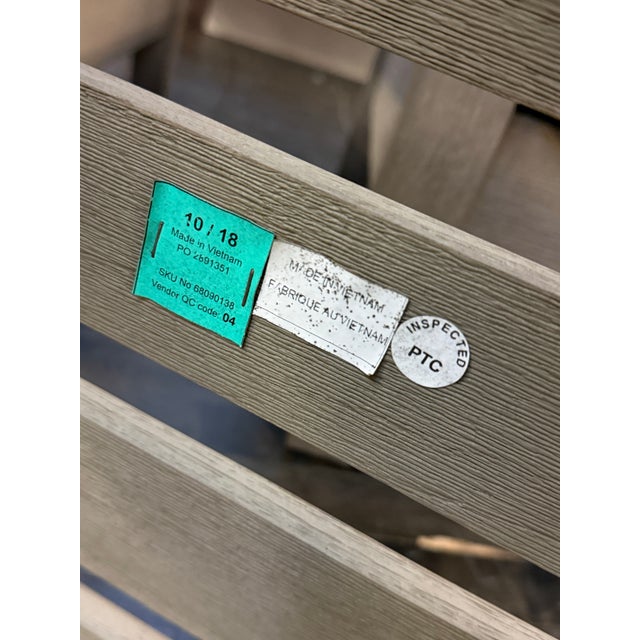 10 / 18
Made in Vietnam
PO 2691351
SKU No 68090138
Vendor QC code: 04
MADE IN VIETNAM
FABRIQUE AU VIETNAM
INSPECTED
PTC